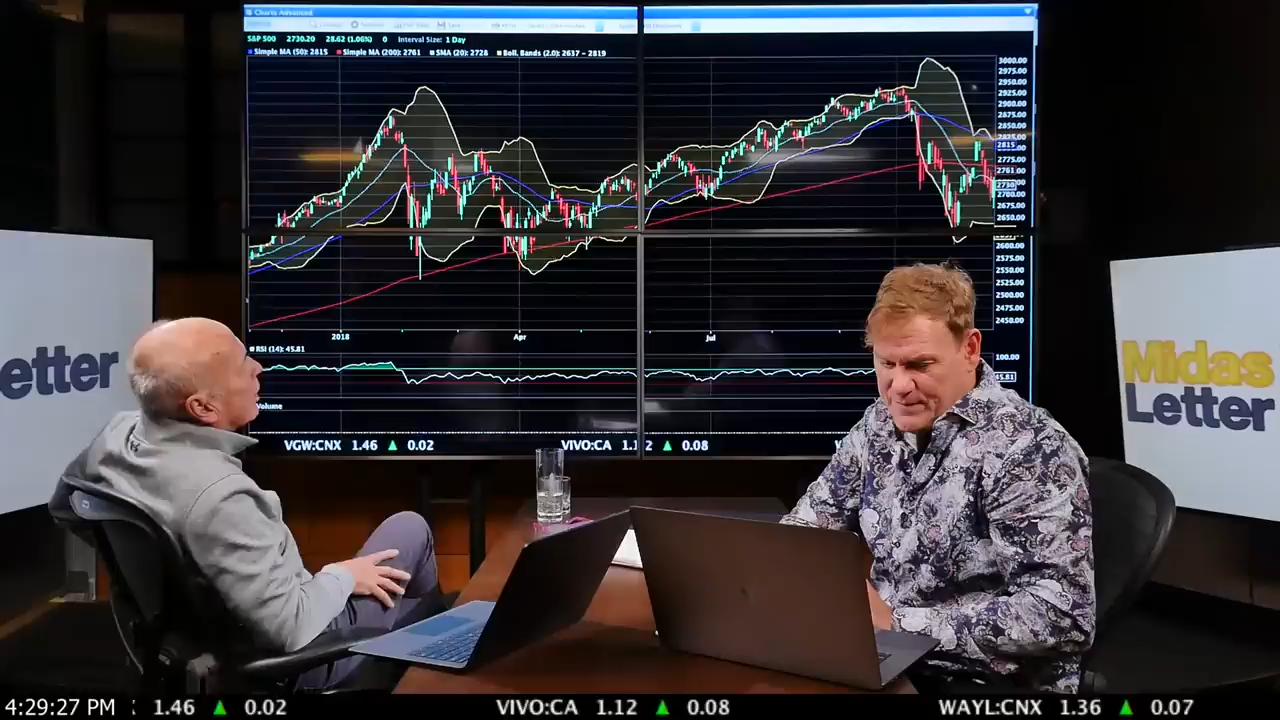 Charts Advanced
S&P 500 2730.20 28.62 (1.06%) 0 Interval Size: 1 Day
Simple MA (50): 2815 Simple MA (200): 2761 SMA (20): 2728 Boll. Bands (2.0): 2637 - 2819
3000.00
2975.00
2950.00
2925.00
2900.00
2875.00
2850.00
2825.00
2815
2775.00
2761.00
2730
2700.00
2675.00
2650.00
2600.00
2575.00
2550.00
2525.00
2500.00
2475.00
2450.00
2018 Apr Jul
RSI (14): 45.81
100.00
45.81
Volume
VGW:CNX 1.46 0.02 VIVO:CA 1.12 0.08
etter
Midas
Letter
4:29:27 PM 1.46 0.02 VIVO:CA 1.12 0.08 WAYL:CNX 1.36 0.07